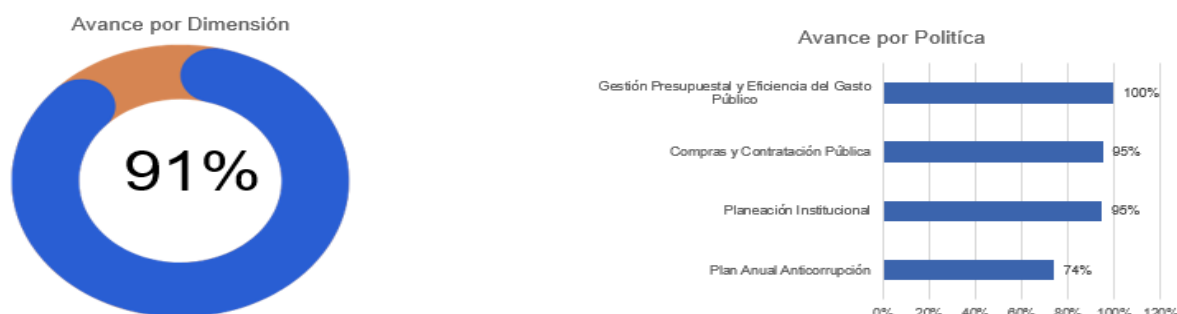 Avance por Dimensión
91%
Avance por Politíca
Gestión Presupuestal y Eficiencia del Gasto
Público
100%
Compras y Contratación Pública
95%
Planeación Institucional
95%
Plan Anual Anticorrupción
74%
0% 20% 40% 60% 80% 100% 120%